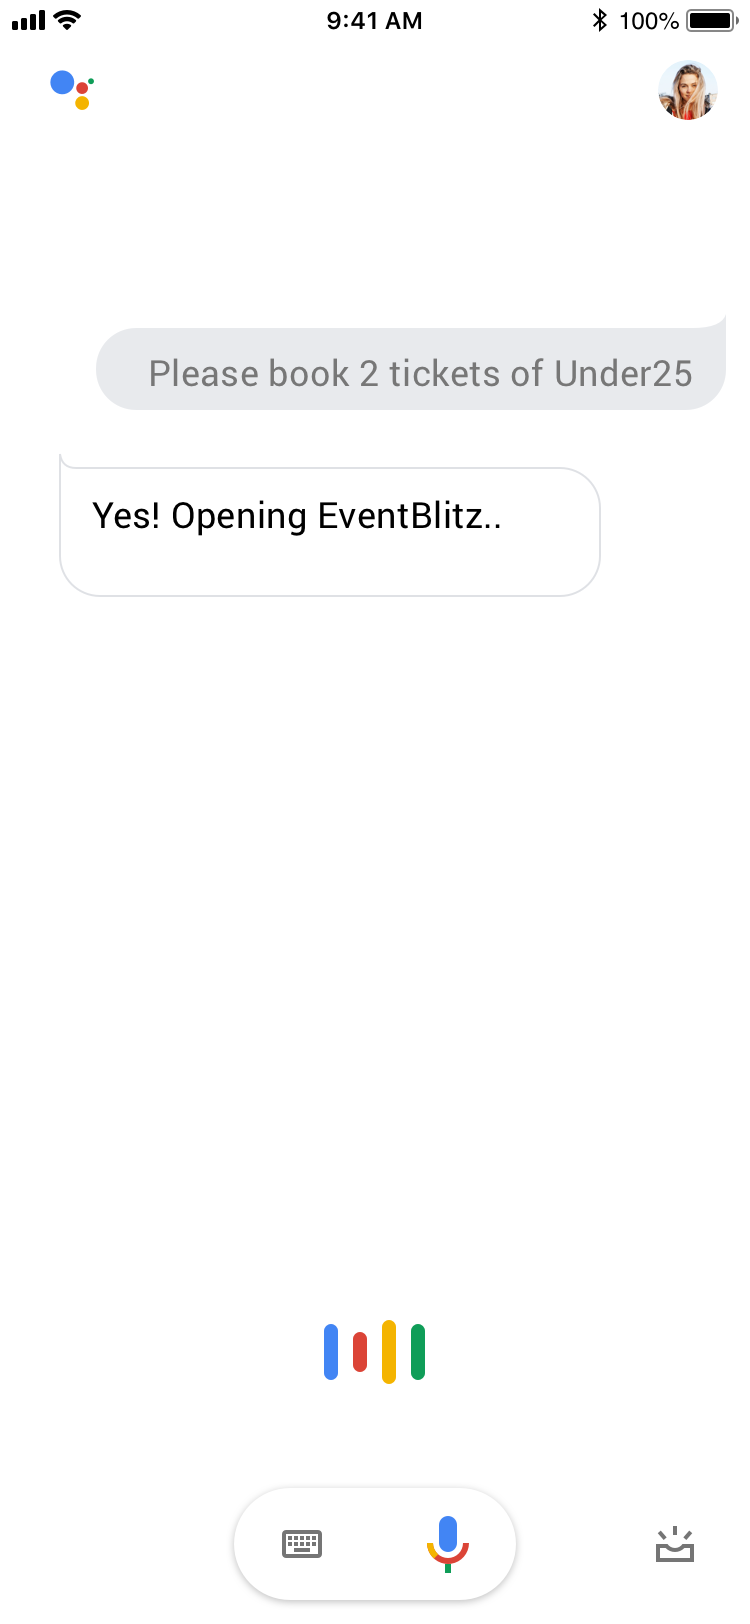 9:41 AM
100%
Please book 2 tickets of Under25
Yes! Opening EventBlitz..